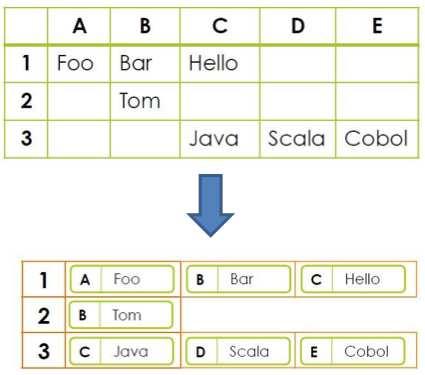 A B C D E
1 Foo Bar Hello
2 Tom
3 Java Scala Cobol
1 A Foo B Bar C Hello
2 B Tom
3 C Java D Scala E Cobol